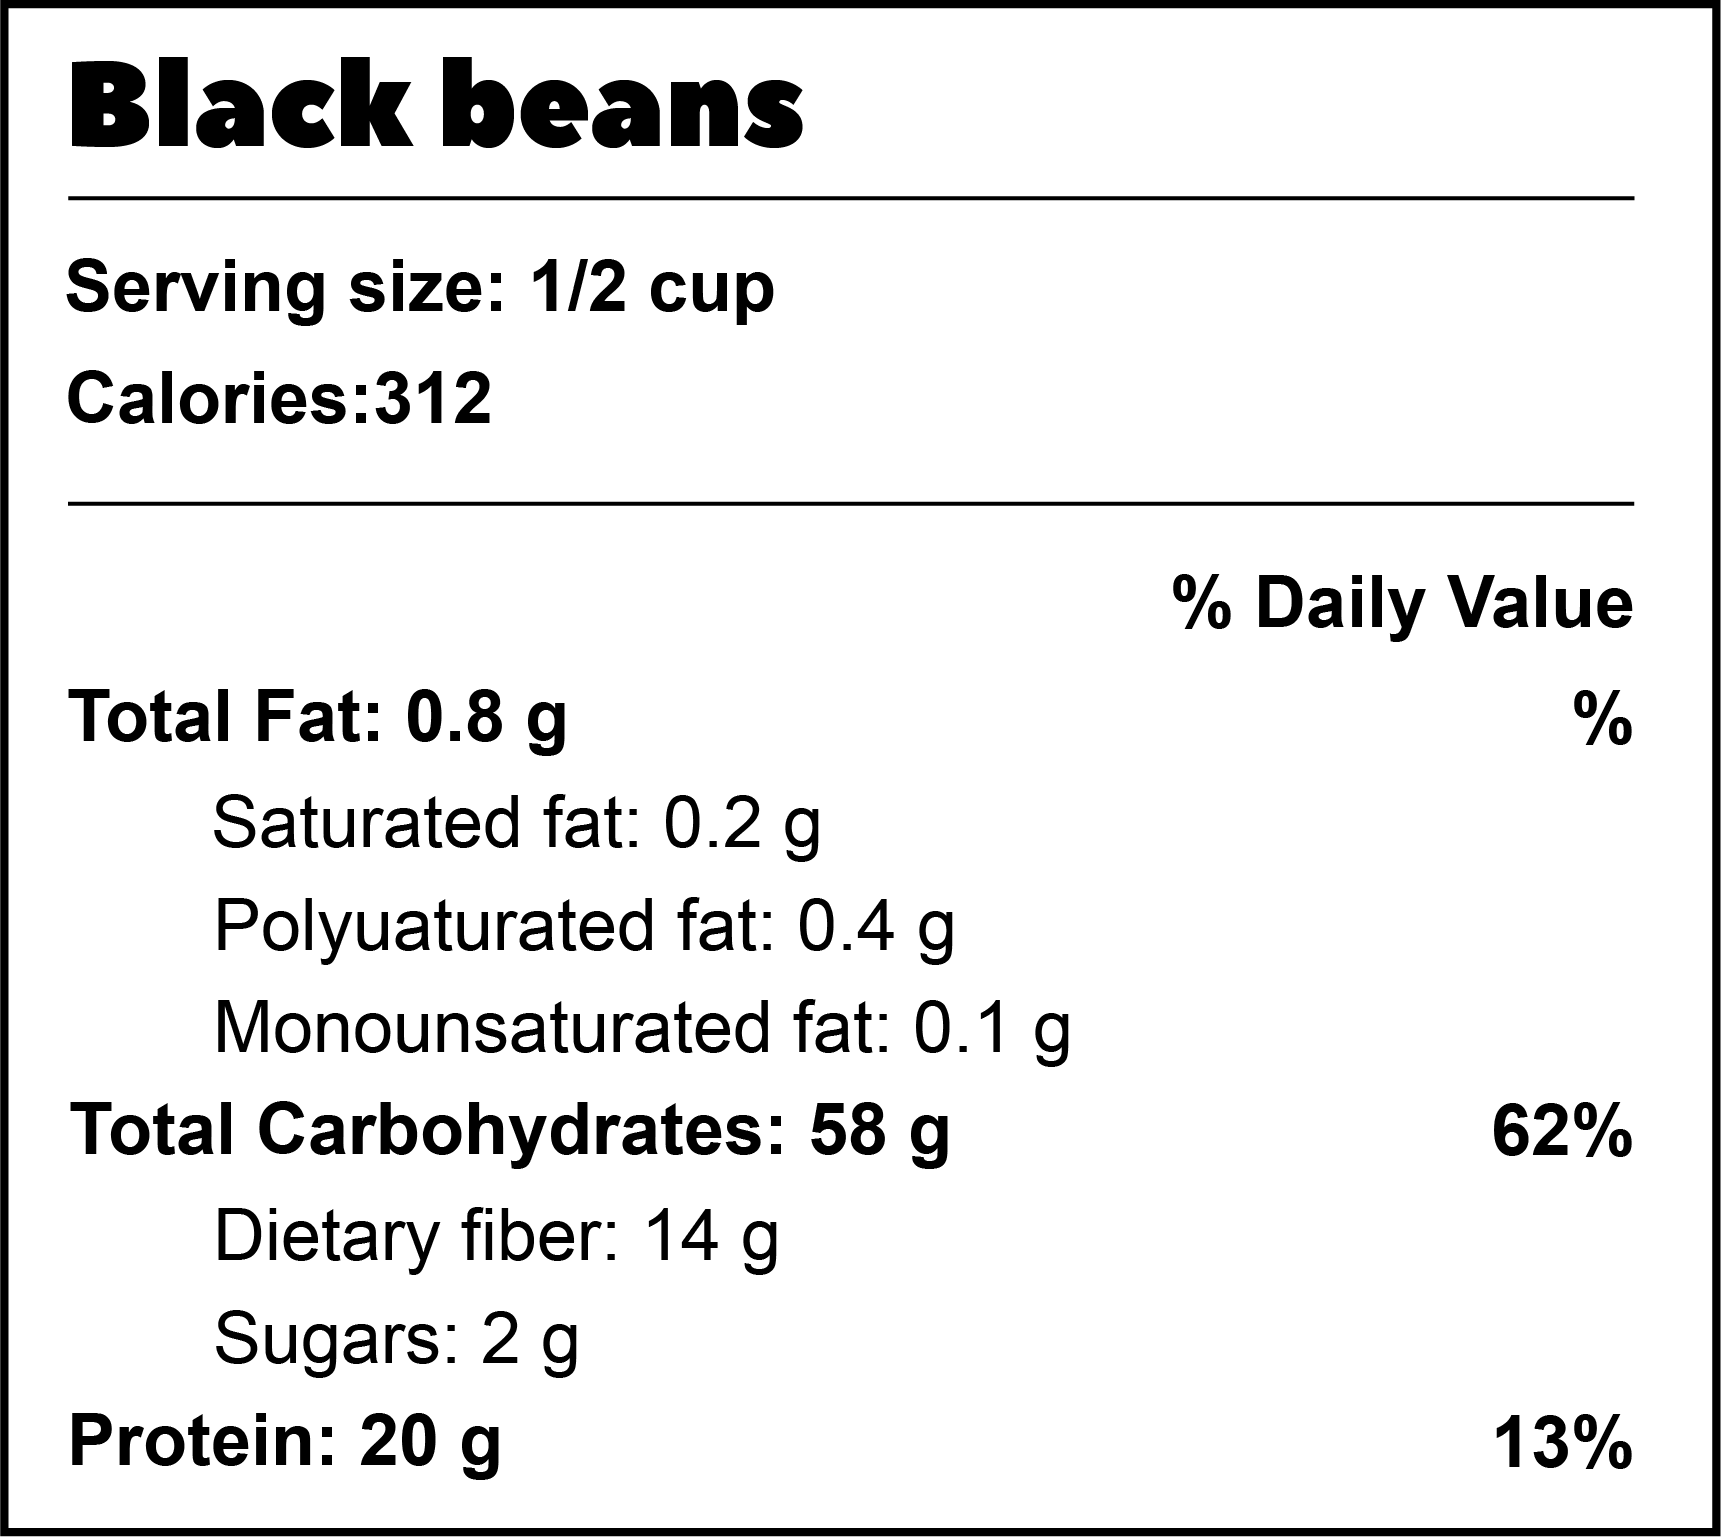 Black beans
Serving size: 1/2 cup
Calories:312
% Daily Value
Total Fat: 0.8 g %
Saturated fat: 0.2 g
Polyuaturated fat: 0.4 g
Monounsaturated fat: 0.1 g
Total Carbohydrates: 58 g 62%
Dietary fiber: 14 g
Sugars: 2 g
Protein: 20 g 13%